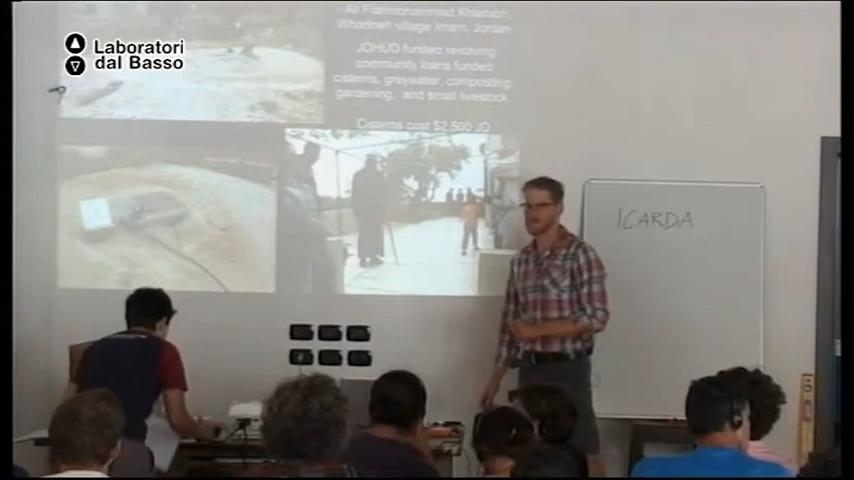 Laboratori
dal Basso
Whadneh village Imam, Jordan
JOHUD funded revolving
community loans funded
cisterns, greywater, composting,
gardening, and small livestock.
Cisterns cost $2,500 JD
ICARDA